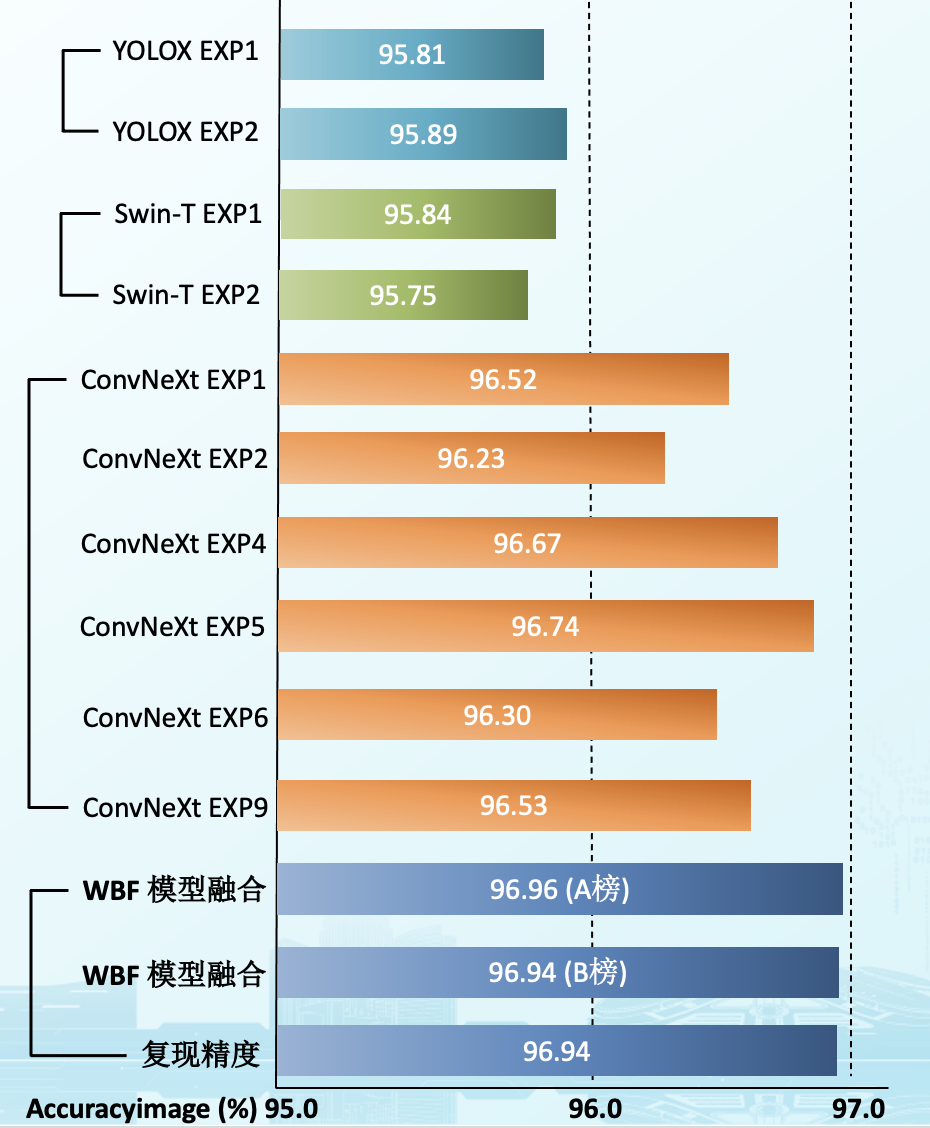 YOLOX EXP1 95.81
YOLOX EXP2 95.89
Swin-T EXP1 95.84
Swin-T EXP2 95.75
ConvNeXt EXP1 96.52
ConvNeXt EXP2 96.23
ConvNeXt EXP4 96.67
ConvNeXt EXP5 96.74
ConvNeXt EXP6 96.30
ConvNeXt EXP9 96.53
WBF 模型融合 96.96 (A榜)
WBF 模型融合 96.94 (B榜)
复现精度 96.94
Accuracyimage (%) 95.0 96.0 97.0